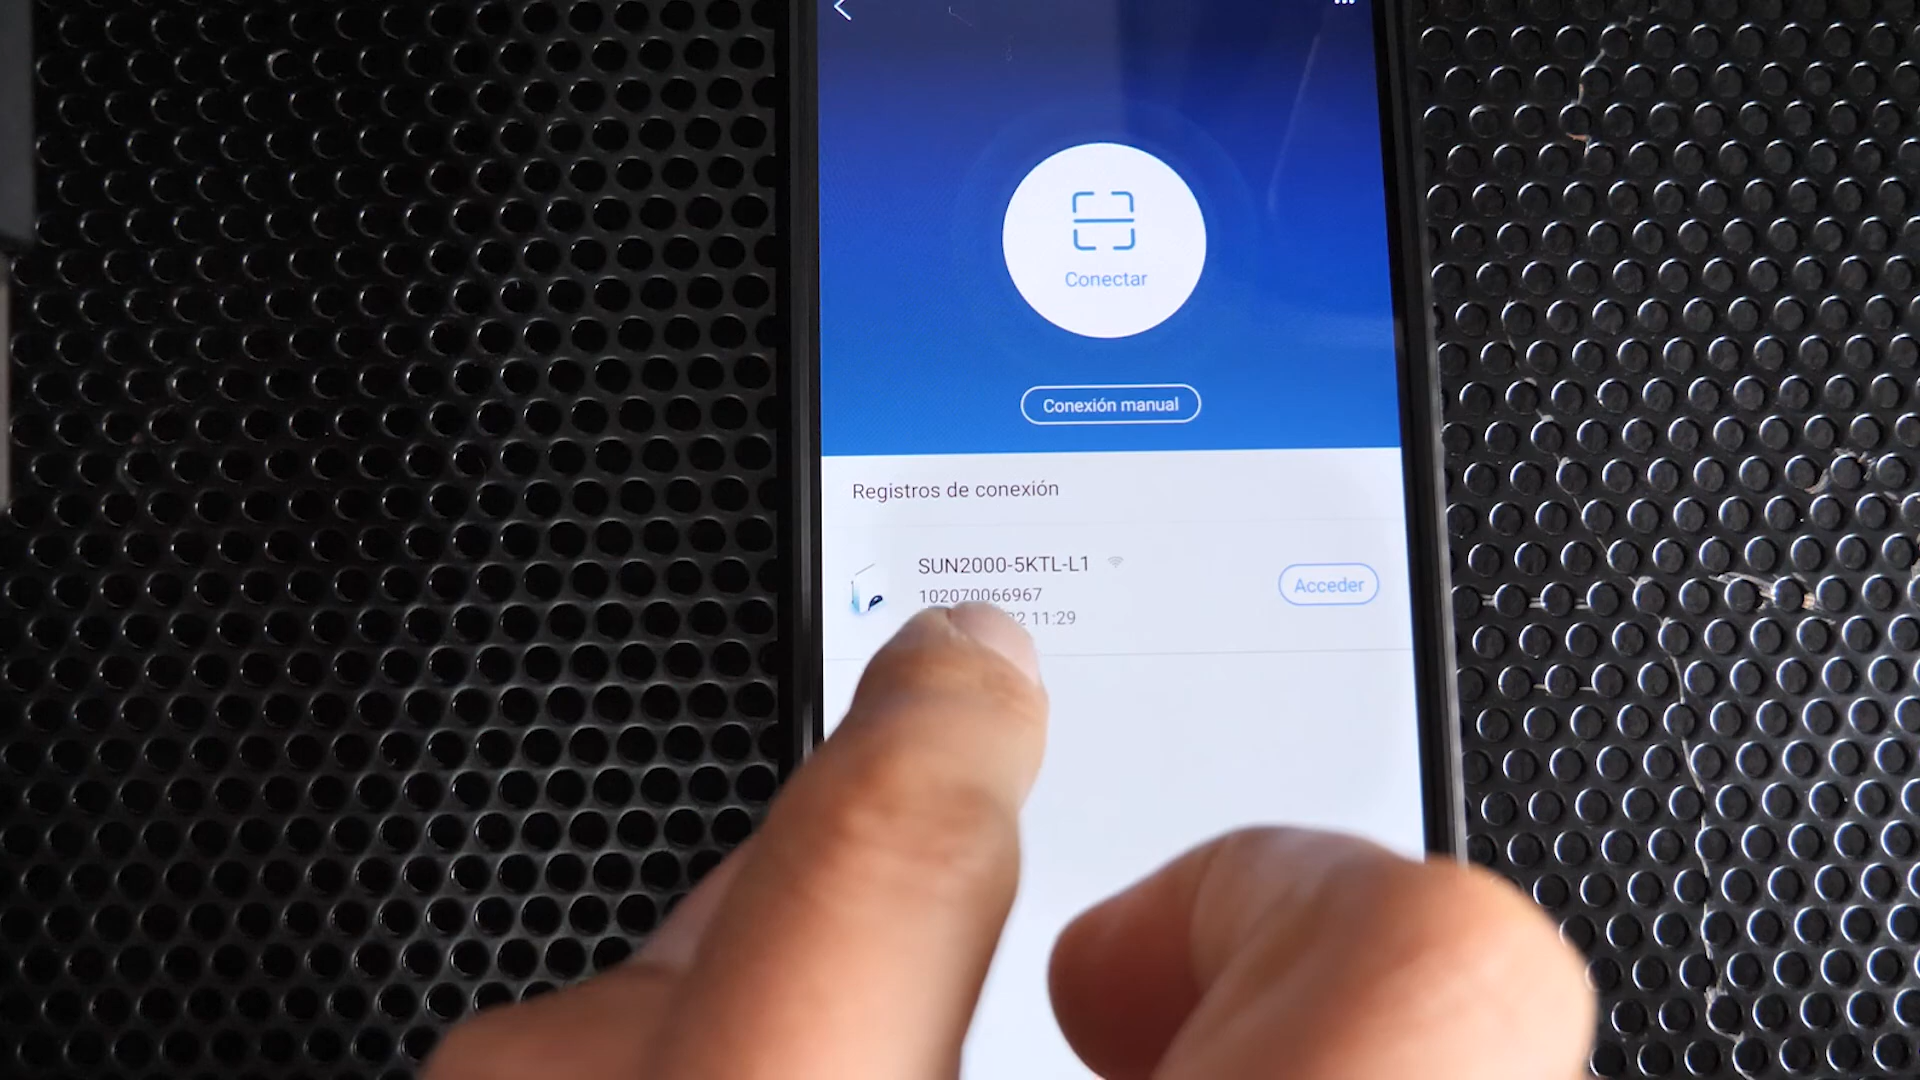 Conectar
Conexión manual
Registros de conexión
SUN2000-5KTL-L1
102070066967
Acceder
11:29